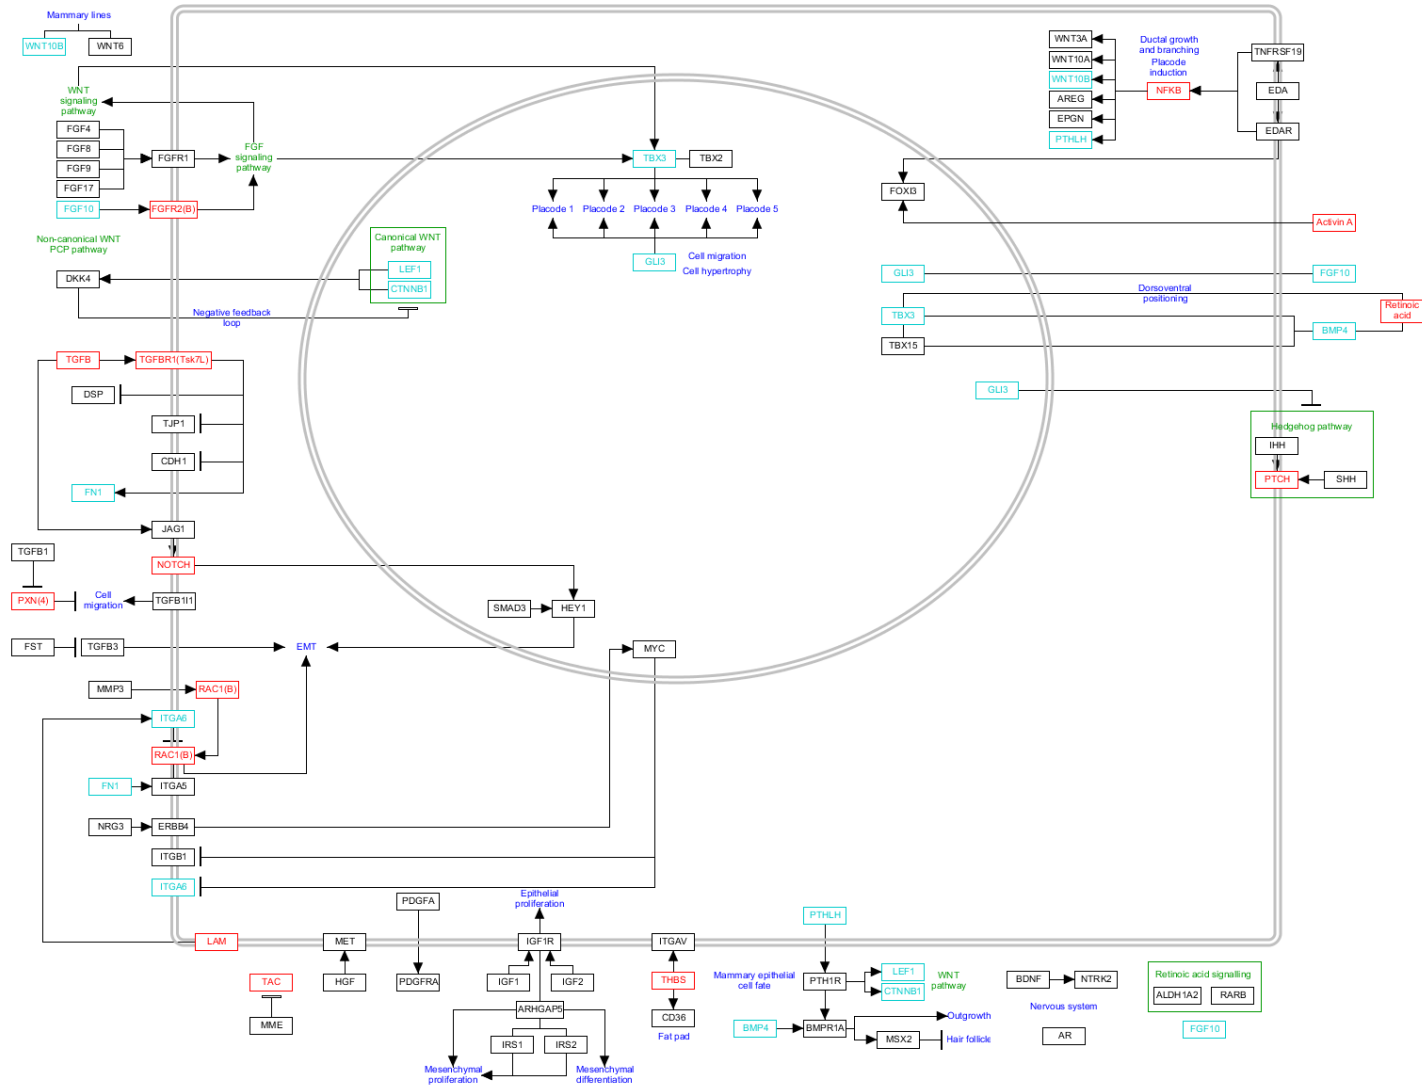 Mammary lines
WNT10B
WNT6
WNT
signaling
pathway
FGF4
FGF8
FGF9
FGF17
FGF10
FGFR1
FGFR2(B)
FGF
signaling
pathway
Non-canonical WNT
PCP pathway
DKK4
Negative feedback
loop
Canonical WNT
pathway
LEF1
CTNNB1
TBX3
TBX2
Placode 1
Placode 2
Placode 3
Placode 4
Placode 5
GLI3
Cell migration
Cell hypertrophy
WNT3A
WNT10A
WNT10B
AREG
EPGN
PTHLH
Ductal growth
and branching
Placode
induction
NFKB
TNFRSF19
EDA
EDAR
FOXI3
Activin A
GLI3
FGF10
Dorsoventral
positioning
Retinoic
acid
TBX3
BMP4
TBX15
GLI3
Hedgehog pathway
IHH
PTCH
SHH
TGFB
TGFBR1(Tsk7L)
DSP
TJP1
CDH1
FN1
JAG1
TGFB1
NOTCH
PXN(4)
Cell
migration
TGFB1I1
SMAD3
HEY1
FST
TGFB3
EMT
MYC
MMP3
RAC1(B)
ITGA6
RAC1(B)
FN1
ITGA5
NRG3
ERBB4
ITGB1
ITGA6
LAM
TAC
MME
MET
HGF
PDGFA
PDGFRA
Epithelial
proliferation
IGF1R
IGF1
IGF2
ARHGAP5
IRS1
IRS2
Mesenchymal
proliferation
Mesenchymal
differentiation
ITGAV
THBS
CD36
Fat pad
PTHLH
Mammary epithelial
cell fate
PTH1R
LEF1
CTNNB1
WNT
pathway
BMP4
BMPR1A
Outgrowth
MSX2
Hair follicle
BDNF
NTRK2
Nervous system
AR
Retinoic acid signalling
ALDH1A2
RARB
FGF10